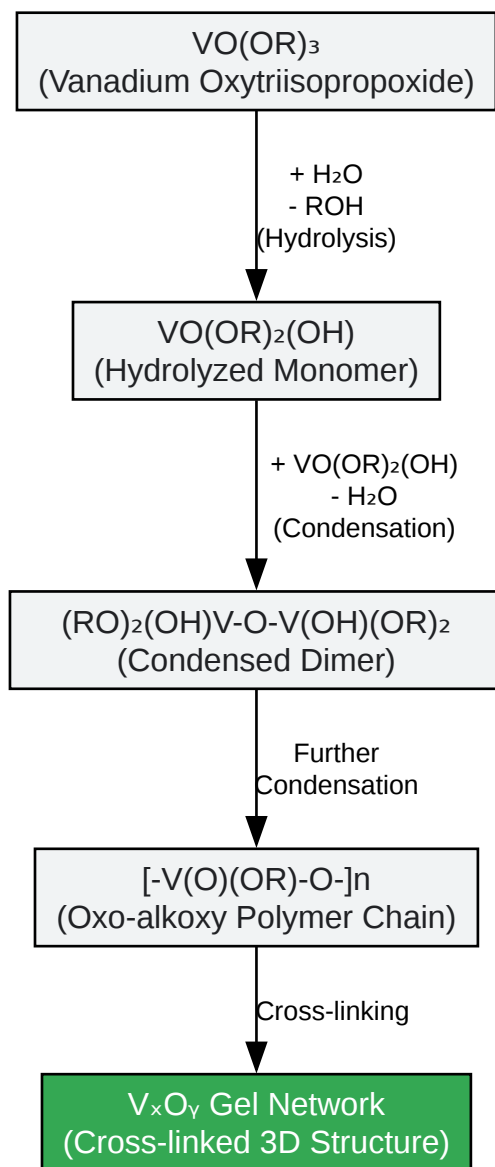 VO(OR)₃
(Vanadium Oxytriisopropoxide)
+ H₂O
- ROH
(Hydrolysis)
VO(OR)₂(OH)
(Hydrolyzed Monomer)
+ VO(OR)₂(OH)
- H₂O
(Condensation)
(RO)₂(OH)V-O-V(OH)(OR)₂
(Condensed Dimer)
Further
Condensation
[-V(O)(OR)-O-]n
(Oxo-alkoxy Polymer Chain)
Cross-linking
VₓOᵧ Gel Network
(Cross-linked 3D Structure)